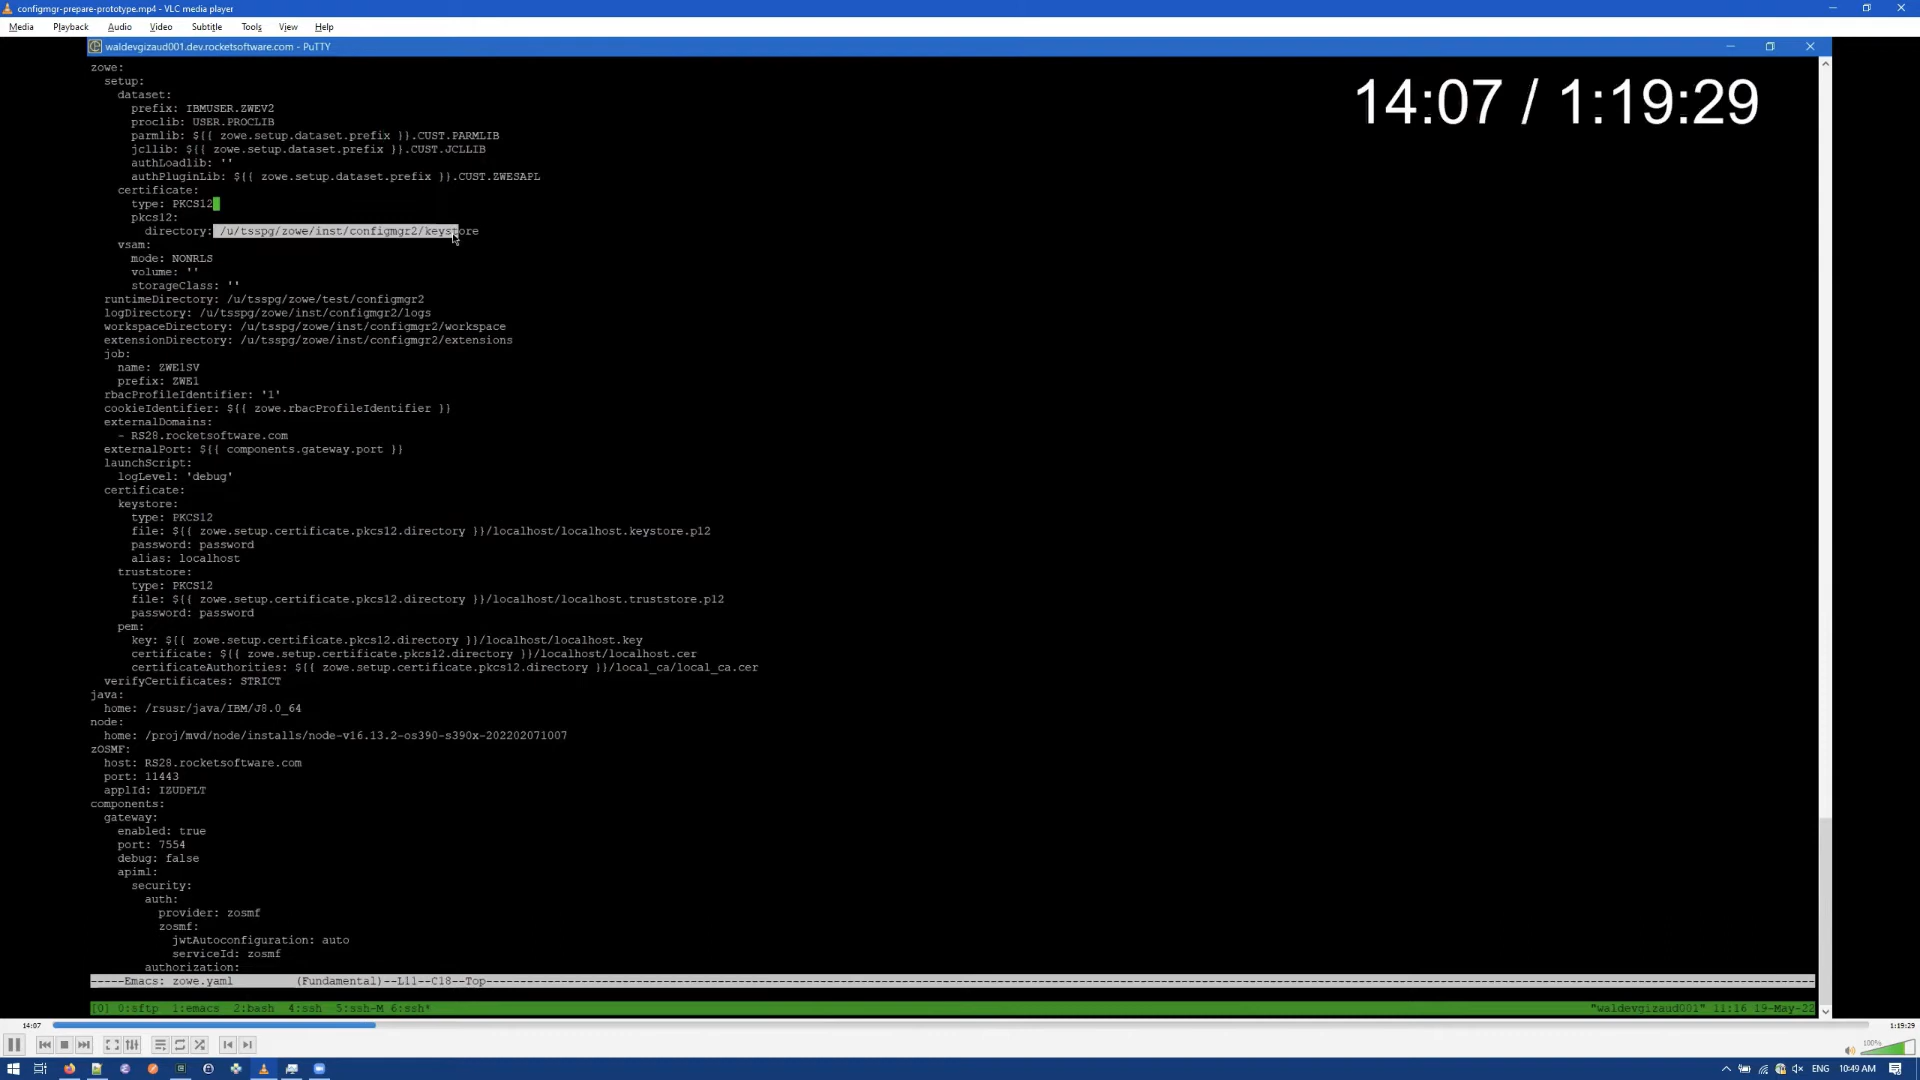 configmgr-prepare-prototype.mp4 - VLC media player
Media Playback Audio Video Subtitle Tools View Help
waldevgizaud001.dev.rocketsoftware.com - PuTTY
14:07 / 1:19:29
zowe:
  setup:
    dataset:
      prefix: IBMUSER.ZWEV2
      proclib: USER.PROCLIB
      parmlib: ${{ zowe.setup.dataset.prefix }}.CUST.PARMLIB
      jcllib: ${{ zowe.setup.dataset.prefix }}.CUST.JCLLIB
      authLoadlib: ''
      authPluginLib: ${{ zowe.setup.dataset.prefix }}.CUST.ZWESAPL
    certificate:
      type: PKCS12
      pkcs12:
        directory: /u/tsspg/zowe/inst/configmgr2/keystore
    vsam:
      mode: NONRLS
      volume: ''
      storageClass: ''
  runtimeDirectory: /u/tsspg/zowe/test/configmgr2
  logDirectory: /u/tsspg/zowe/inst/configmgr2/logs
  workspaceDirectory: /u/tsspg/zowe/inst/configmgr2/workspace
  extensionDirectory: /u/tsspg/zowe/inst/configmgr2/extensions
  job:
    name: ZWE1SV
    prefix: ZWE1
  rbacProfileIdentifier: '1'
  cookieIdentifier: ${{ zowe.rbacProfileIdentifier }}
  externalDomains:
    - RS28.rocketsoftware.com
  externalPort: ${{ components.gateway.port }}
  launchScript:
    logLevel: 'debug'
  certificate:
    keystore:
      type: PKCS12
      file: ${{ zowe.setup.certificate.pkcs12.directory }}/localhost/localhost.keystore.p12
      password: password
      alias: localhost
    truststore:
      type: PKCS12
      file: ${{ zowe.setup.certificate.pkcs12.directory }}/localhost/localhost.truststore.p12
      password: password
    pem:
      key: ${{ zowe.setup.certificate.pkcs12.directory }}/localhost/localhost.key
      certificate: ${{ zowe.setup.certificate.pkcs12.directory }}/localhost/localhost.cer
      certificateAuthorities: ${{ zowe.setup.certificate.pkcs12.directory }}/local_ca/local_ca.cer
  verifyCertificates: STRICT
java:
  home: /rsusr/java/IBM/J8.0_64
node:
  home: /proj/mvd/node/installs/node-v16.13.2-os390-s390x-202202071007
zOSMF:
  host: RS28.rocketsoftware.com
  port: 11443
  applId: IZUDFLT
components:
  gateway:
    enabled: true
    port: 7554
    debug: false
    apiml:
      security:
        auth:
          provider: zosmf
          zosmf:
            jwtAutoconfiguration: auto
            serviceId: zosmf
        authorization:
-----Emacs: zowe.yaml (Fundamental)--L11--C18--Top-----
[0] 0:sftp 1:emacs 2:bash 4:ssh 5:ssh-M 6:ssh* "waldevgizaud001" 11:16 19-May-22
14:07 1:19:29
100%
ENG 10:49 AM